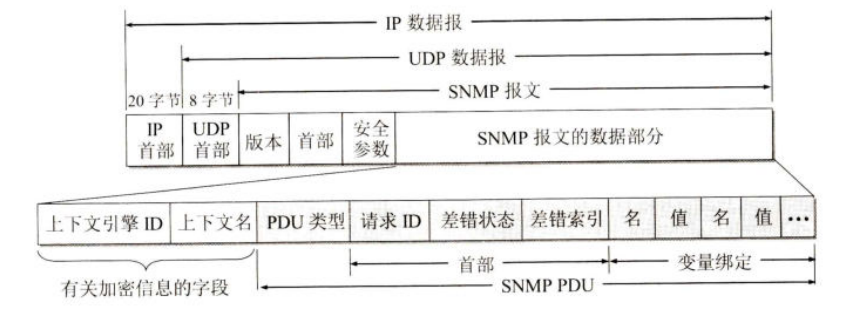 IP 数据报
UDP 数据报
SNMP 报文
20 字节 8 字节
IP 首部 UDP 首部 版本 首部 安全参数 SNMP 报文的数据部分
上下文引擎 ID 上下文名 PDU 类型 请求 ID 差错状态 差错索引 名 值 名 值 •••
首部 变量绑定
有关加密信息的字段 SNMP PDU